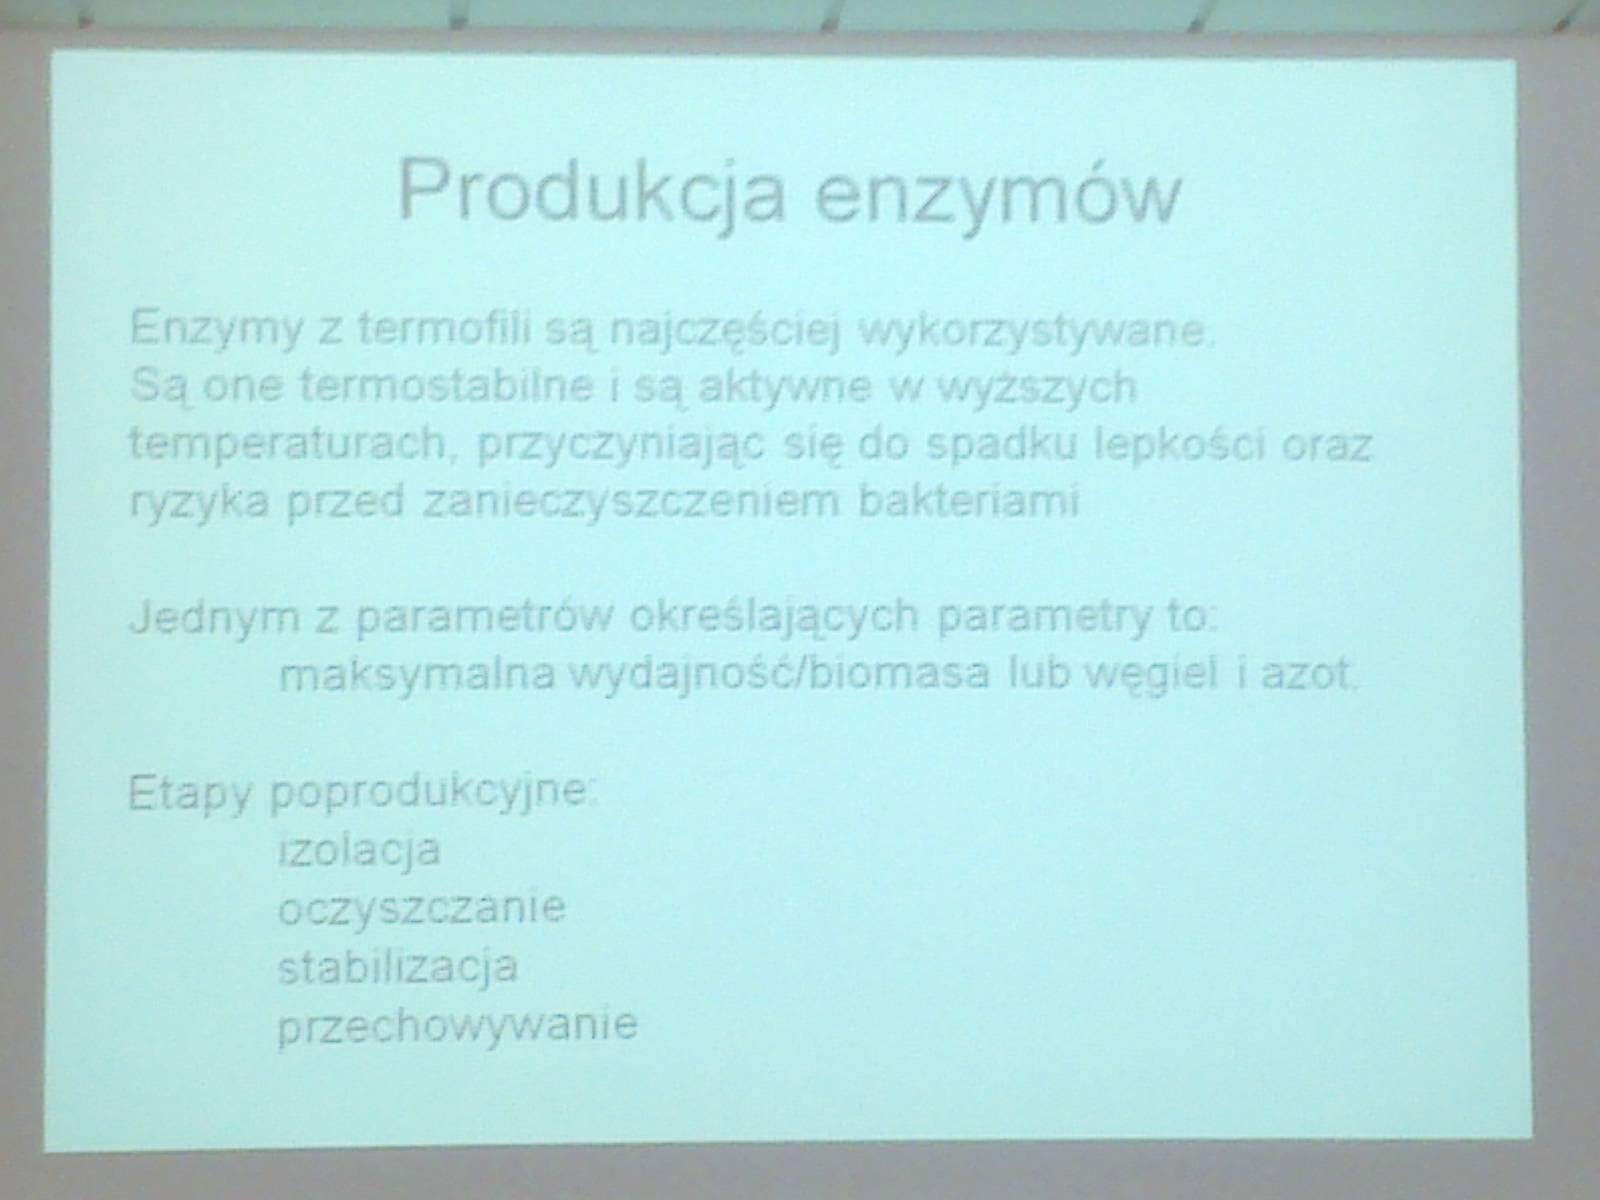 Produkcja enzymów
Enzymy z termofili są najczęściej wykorzystywane.
Są one termostabilne i są aktywne w wyższych
temperaturach, przyczyniając się do spadku lepkości oraz
ryzyka przed zanieczyszczeniem bakteriami
Jednym z parametrów określających parametry to:
maksymalna wydajność/biomasa lub węgiel i azot.
Etapy poprodukcyjne:
izolacja
oczyszczanie
stabilizacja
przechowywanie